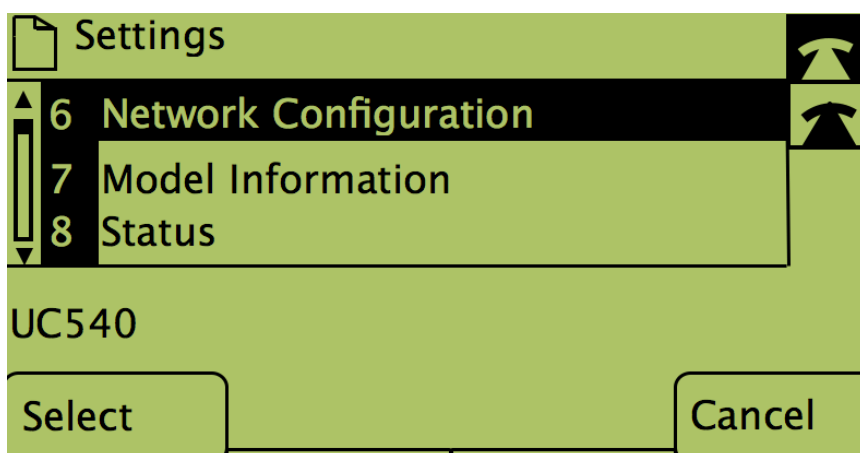 Settings
6 Network Configuration
7 Model Information
8 Status
UC540
Select Cancel